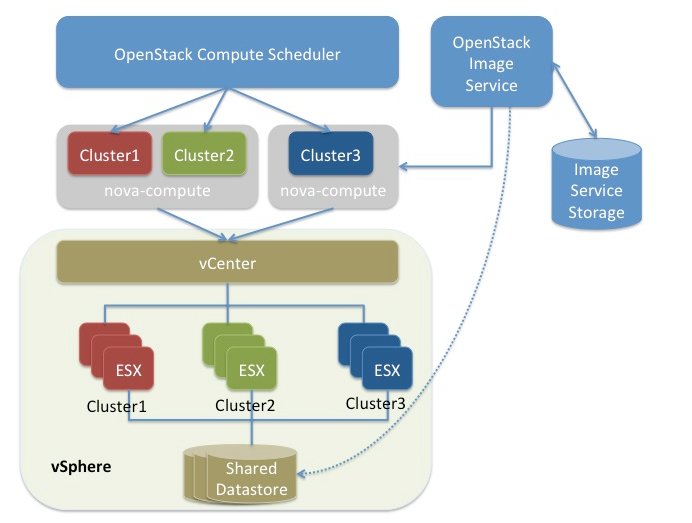 OpenStack Compute Scheduler
OpenStack
Image
Service
Cluster1
Cluster2
Cluster3
nova-compute
nova-compute
Image
Service
Storage
vCenter
ESX
ESX
ESX
Cluster1
Cluster2
Cluster3
vSphere
Shared
Datastore